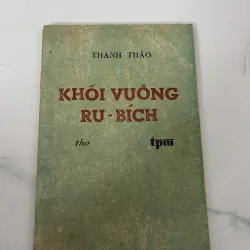 THANH THẢO
KHỐI VUÔNG
RU-BÍCH
thơ tpm